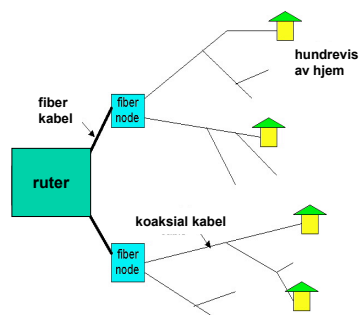 hundrevis
av hjem
fiber
kabel
fiber
node
ruter
koaksial kabel
fiber
node